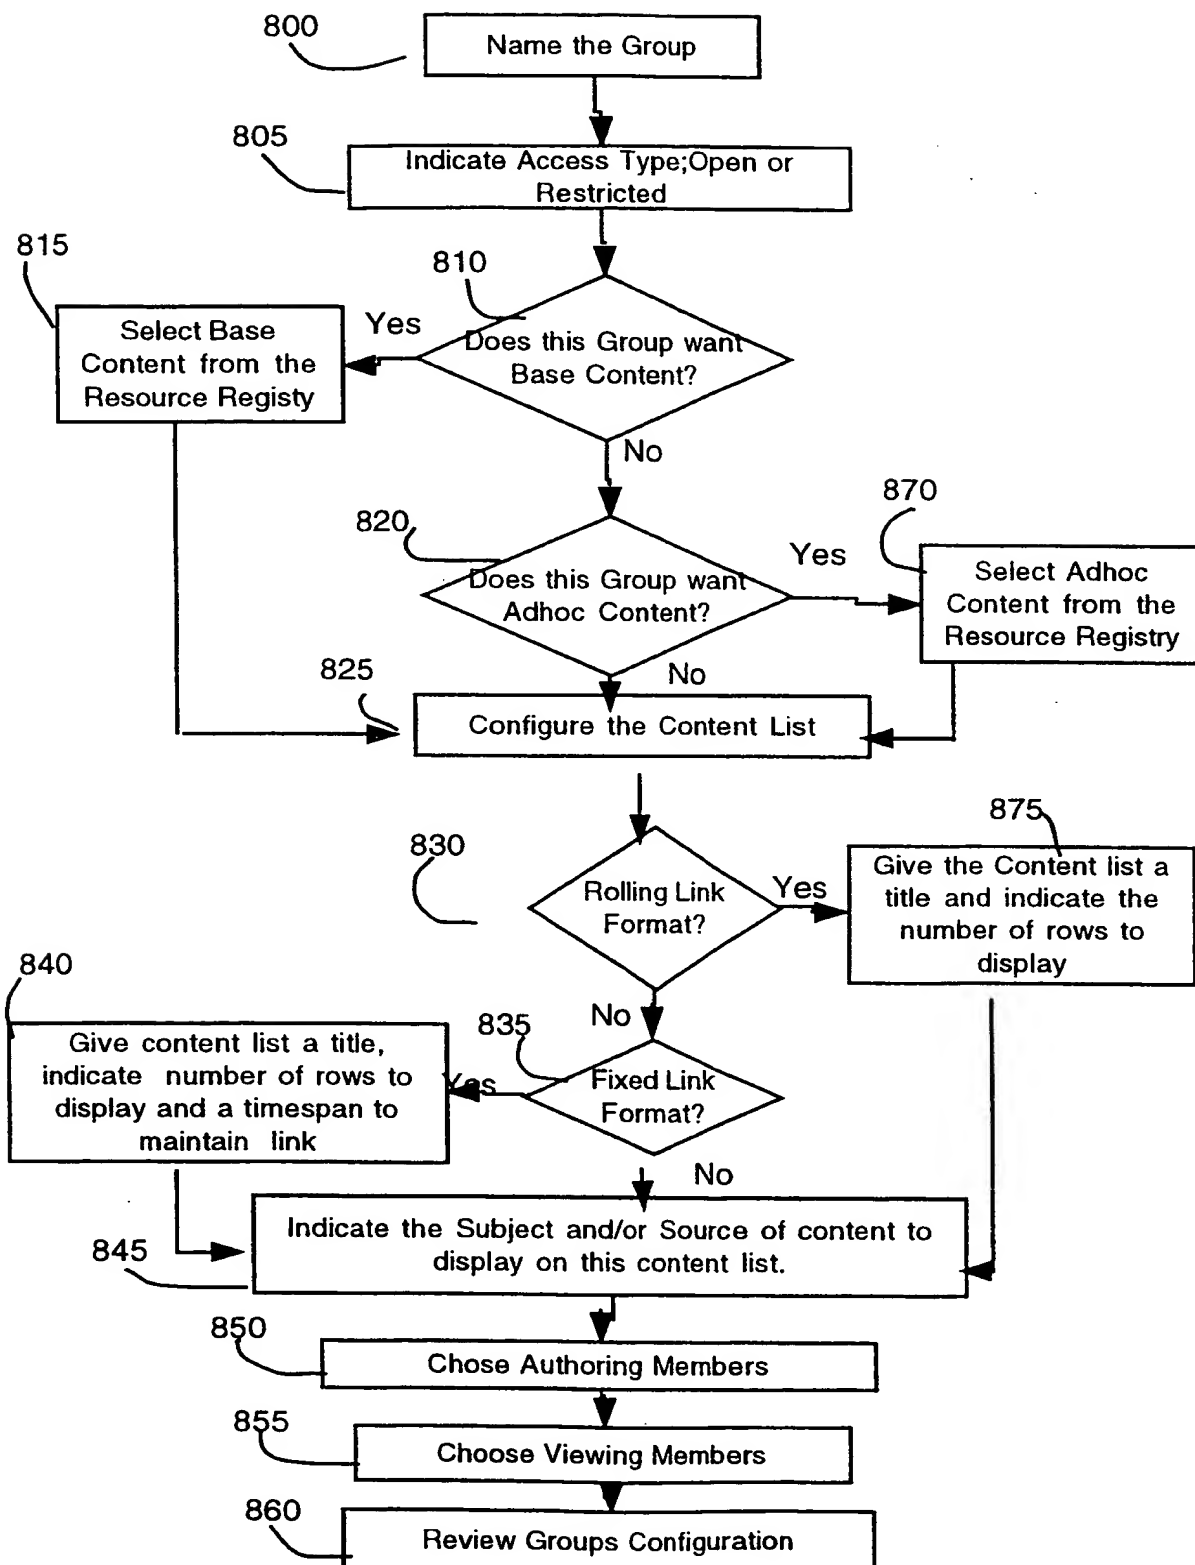 800
Name the Group
805
Indicate Access Type;Open or
Restricted
815
810
Select Base
Content from the
Resource Registy
Yes
Does this Group want
Base Content?
No
820
870
Does this Group want
Adhoc Content?
Yes
Select Adhoc
Content from the
Resource Registry
825
No
Configure the Content List
830
875
Rolling Link
Format?
Yes
Give the Content list a
title and indicate the
number of rows to
display
840
No
835
Give content list a title,
indicate number of rows to
display and a timespan to
maintain link
Yes
Fixed Link
Format?
No
845
Indicate the Subject and/or Source of content to
display on this content list.
850
Chose Authoring Members
855
Choose Viewing Members
860
Review Groups Configuration